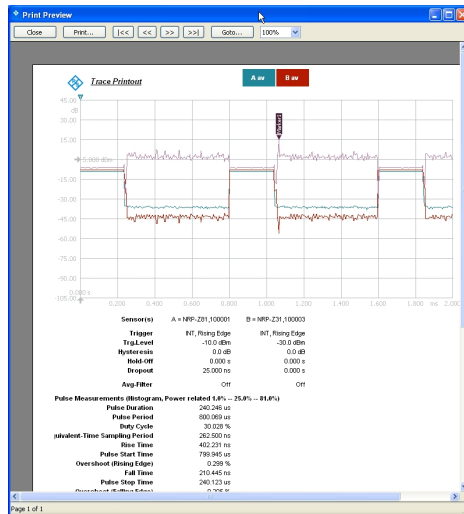 Print Preview
Close Print... |<< << >> >>| Goto... 100%
Trace Printout A av B av
45.00
dB
30.00
15.00
0.000 dBm
-15.00
-30.00
-45.00
-60.00
-90.00
0.000 s
-105.00
0.200 0.400 0.600 0.800 1.000 1.200 1.400 1.600 1.800 ms 2.000
Sensor(s) A = NRP-Z81,100001 B = NRP-Z31,100003
Trigger INT, Rising Edge INT, Rising Edge
Trg.Level -10.0 dBm -30.0 dBm
Hysteresis 0.0 dB 0.0 dB
Hold-Off 0.000 s 0.000 s
Dropout 25.000 ns 0.000 s
Avg-Filter Off Off
Pulse Measurements (Histogram, Power related 1.0% -- 25.0% -- 81.0%)
Pulse Duration 240.246 us
Pulse Period 800.069 us
Duty Cycle 30.028 %
quivalent-Time Sampling Period 262.500 ns
Rise Time 402.231 ns
Pulse Start Time 799.945 us
Overshoot (Rising Edge) 0.299 %
Fall Time 210.445 ns
Pulse Stop Time 240.123 us
Overshoot (Falling Edge)
Page 1 of 1